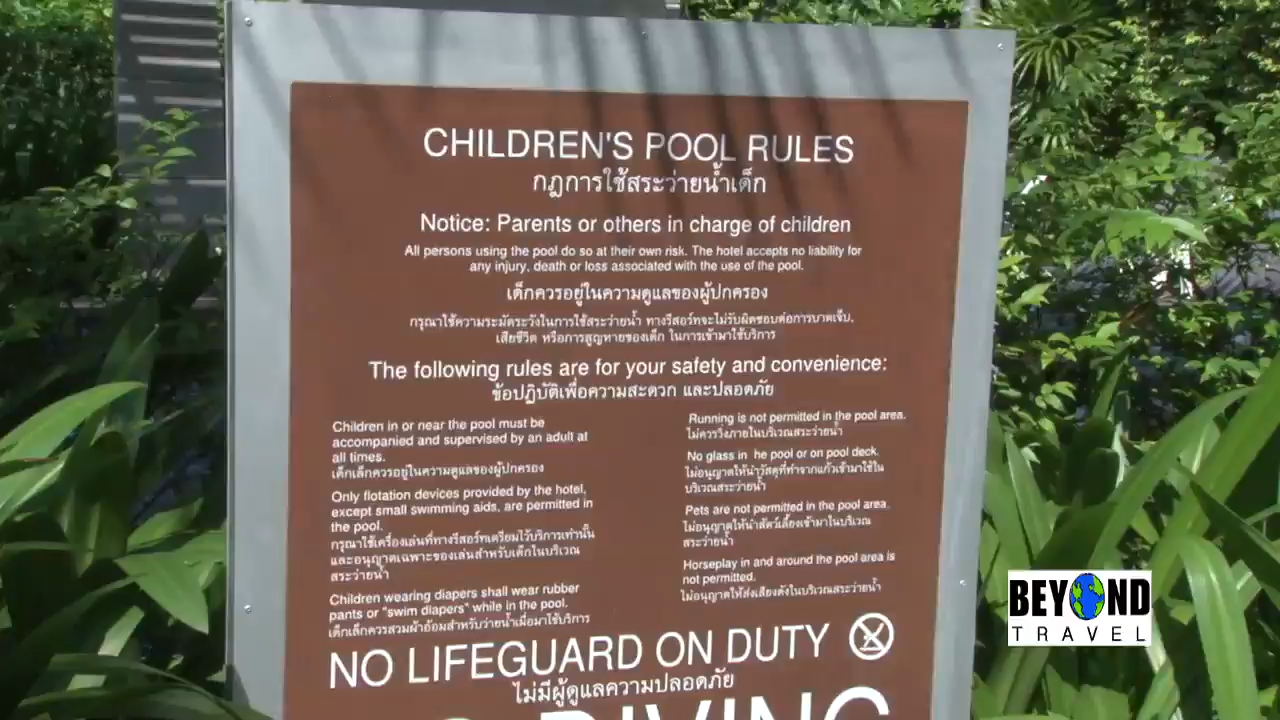 CHILDREN'S POOL RULES
กฎการใช้สระว่ายน้ำเด็ก
Notice: Parents or others in charge of children
All persons using the pool do so at their own risk. The hotel accepts no liability for
any injury, death or loss associated with the use of the pool.
เด็กควรอยู่ในความดูแลของผู้ปกครอง
กรุณาใช้ความระมัดระวังในการใช้สระว่ายน้ำ ทางรีสอร์ทจะไม่รับผิดชอบต่อการบาดเจ็บ,
เสียชีวิต หรือการสูญหายของเด็ก ในการเข้ามาใช้บริการ
The following rules are for your safety and convenience:
ข้อปฏิบัติเพื่อความสะดวก และปลอดภัย
Children in or near the pool must be
accompanied and supervised by an adult at
all times.
เด็กเล็กควรอยู่ในความดูแลของผู้ปกครอง
Only flotation devices provided by the hotel,
except small swimming aids, are permitted in
the pool.
กรุณาใช้เครื่องเล่นที่ทางรีสอร์ทเตรียมไว้บริการเท่านั้น
และอนุญาตเฉพาะของเล่นสำหรับเด็กในบริเวณ
สระว่ายน้ำ
Children wearing diapers shall wear rubber
pants or "swim diapers" while in the pool.
เด็กเล็กควรสวมผ้าอ้อมสำหรับว่ายน้ำเมื่อมาใช้บริการ
Running is not permitted in the pool area.
ไม่ควรวิ่งภายในบริเวณสระว่ายน้ำ
No glass in he pool or on pool deck.
ไม่อนุญาตให้นำวัสดุที่ทำจากแก้วเข้ามาใช้ใน
บริเวณสระว่ายน้ำ
Pets are not permitted in the pool area.
ไม่อนุญาตให้นำสัตว์เลี้ยงเข้ามาในบริเวณ
สระว่ายน้ำ
Horseplay in and around the pool area is
not permitted.
ไม่อนุญาตให้ส่งเสียงดังในบริเวณสระว่ายน้ำ
NO LIFEGUARD ON DUTY
ไม่มีผู้ดูแลความปลอดภัย
DIVING
BEYOND
TRAVEL